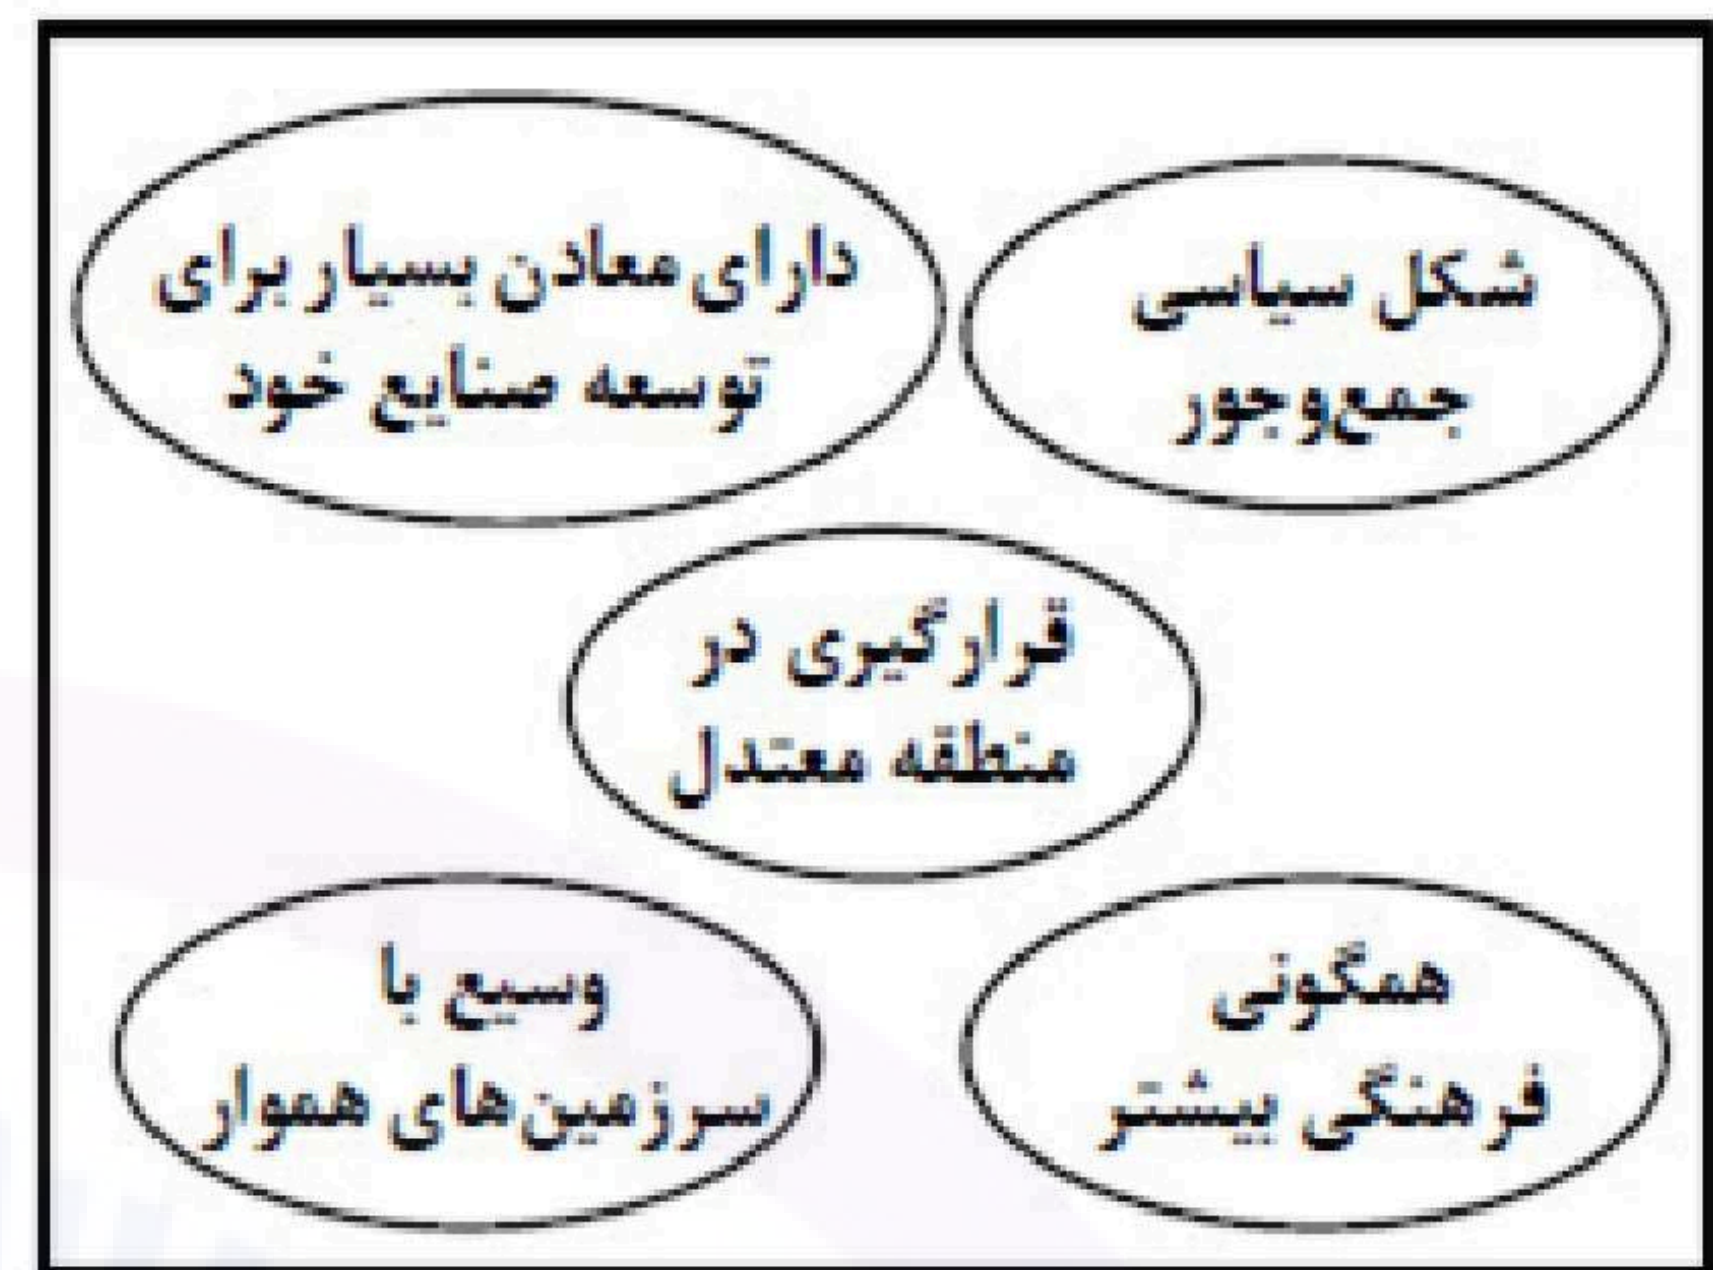 شکل سیاسی
جمع‌وجور
دارای معادن بسیار برای
توسعه صنایع خود
قرارگیری در
منطقه معتدل
همگونی
فرهنگی بیشتر
وسیع با
سرزمین‌های هموار